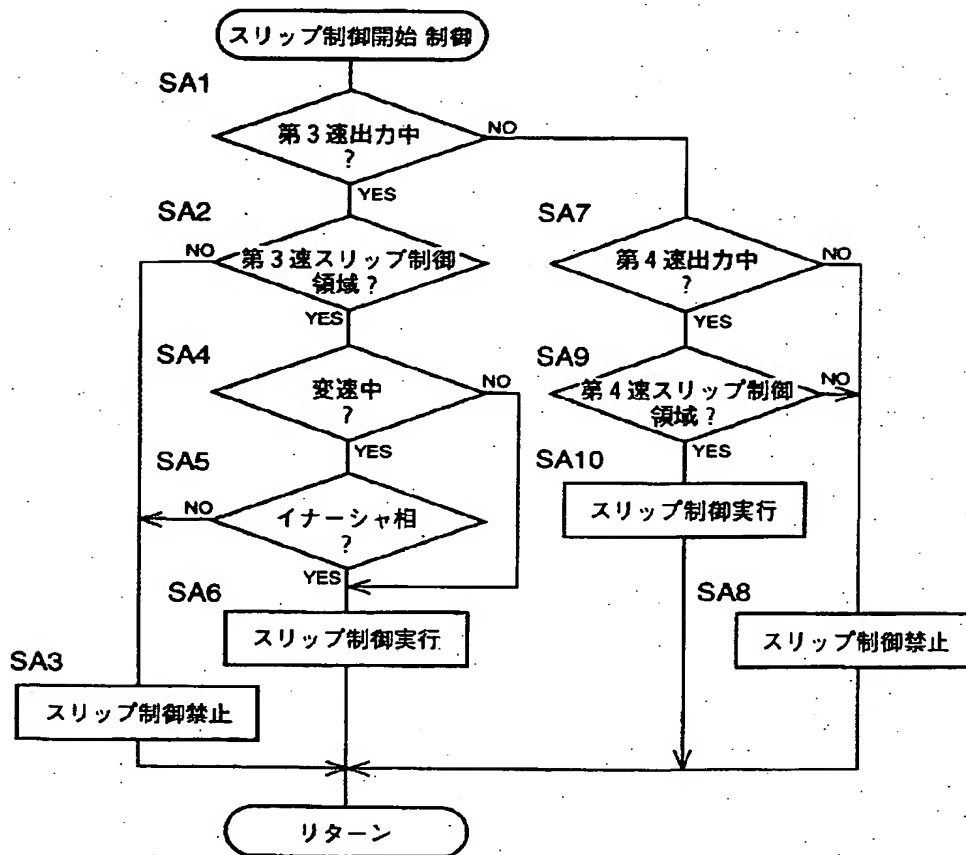 スリップ制御開始 制御
SA1
第3速出力中
?
NO
YES
SA2
NO
第3速スリップ制御
領域?
YES
SA4
変速中
?
NO
YES
SA5
NO
イナーシャ相
?
YES
SA6
スリップ制御実行
SA3
スリップ制御禁止
SA7
第4速出力中
?
NO
YES
SA9
第4速スリップ制御
領域?
NO
YES
SA10
スリップ制御実行
SA8
スリップ制御禁止
リターン